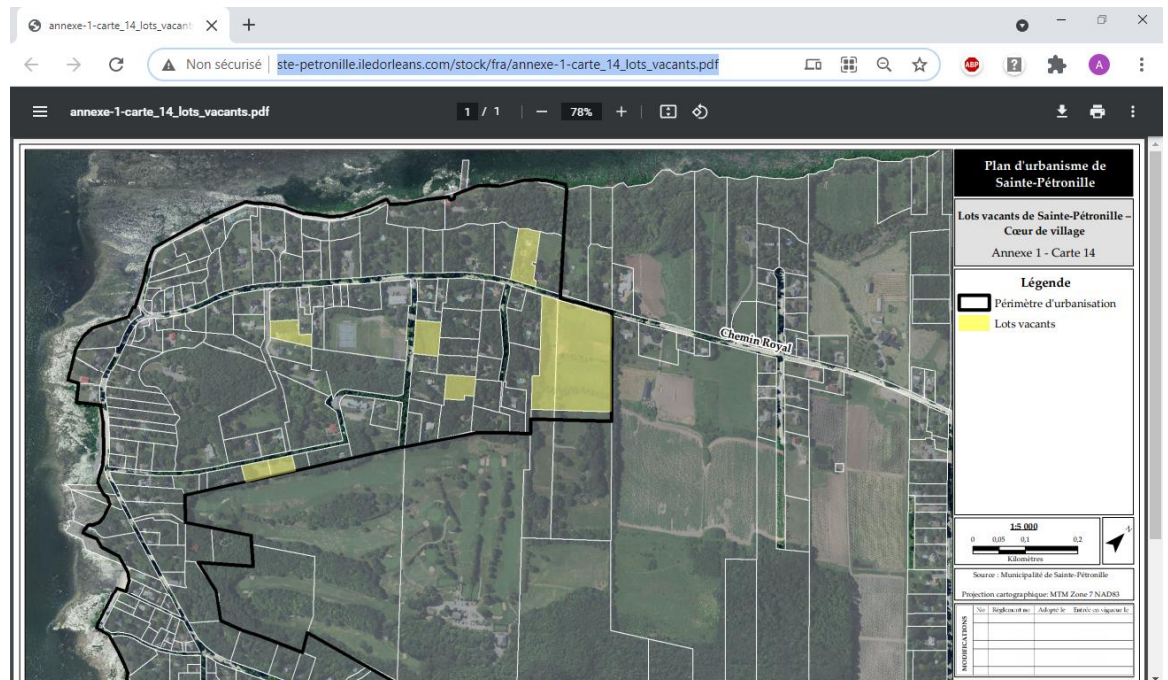 annexe-1-carte_14_lots_vacant
Non sécurisé
ste-petronille.iledorleans.com/stock/fra/annexe-1-carte_14_lots_vacants.pdf
ABP
?
A
annexe-1-carte_14_lots_vacants.pdf
1 / 1
78%
Plan d'urbanisme de
Sainte-Pétronille
Lots vacants de Sainte-Pétronille –
Cœur de village
Annexe 1 - Carte 14
Légende
Périmètre d'urbanisation
Lots vacants
Chemin Royal
1:5 000
0 0,05 0,1 0,2
Kilomètres
N
Source : Municipalité de Sainte-Pétronille
Projection cartographique: MTM Zone 7 NAD83
MODIFICATIONS
No Règlement no Adopté le Entrée en vigueur le